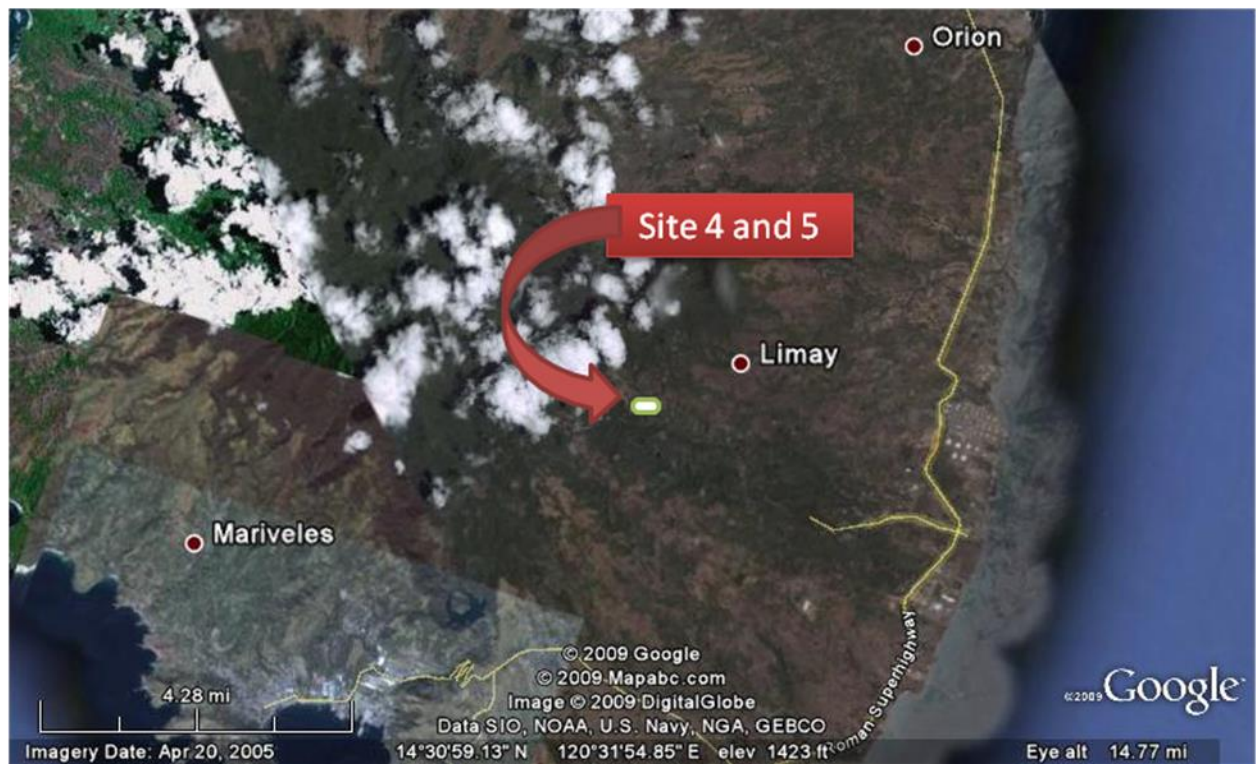 Orion
Site 4 and 5
Limay
Mariveles
Roman Superhighway
© 2009 Google
© 2009 Mapabc.com
Image © 2009 DigitalGlobe
Data SIO, NOAA, U.S. Navy, NGA, GEBCO
4.28 mi
©2009 Google
Imagery Date: Apr 20, 2005 14°30'59.13" N 120°31'54.85" E elev 1423 ft Eye alt 14.77 mi